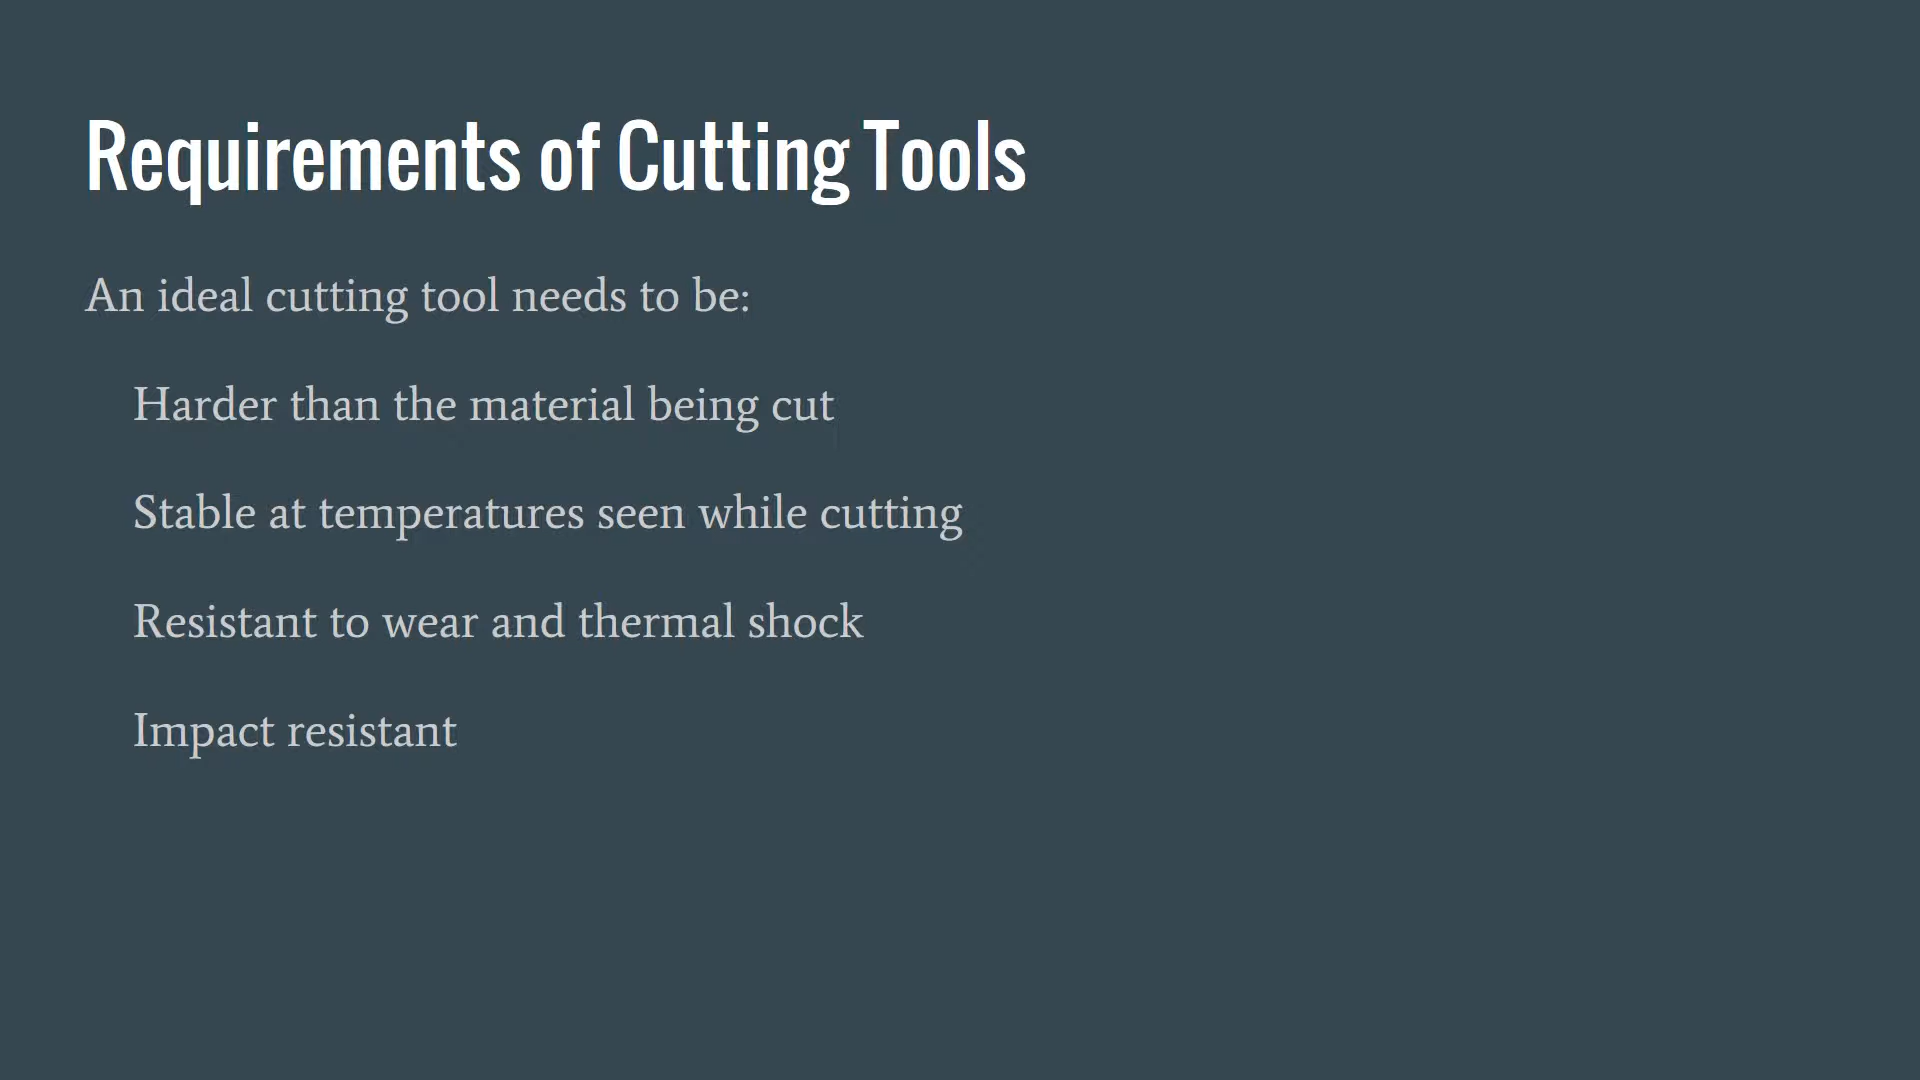 Requirements of Cutting Tools
An ideal cutting tool needs to be:
Harder than the material being cut
Stable at temperatures seen while cutting
Resistant to wear and thermal shock
Impact resistant